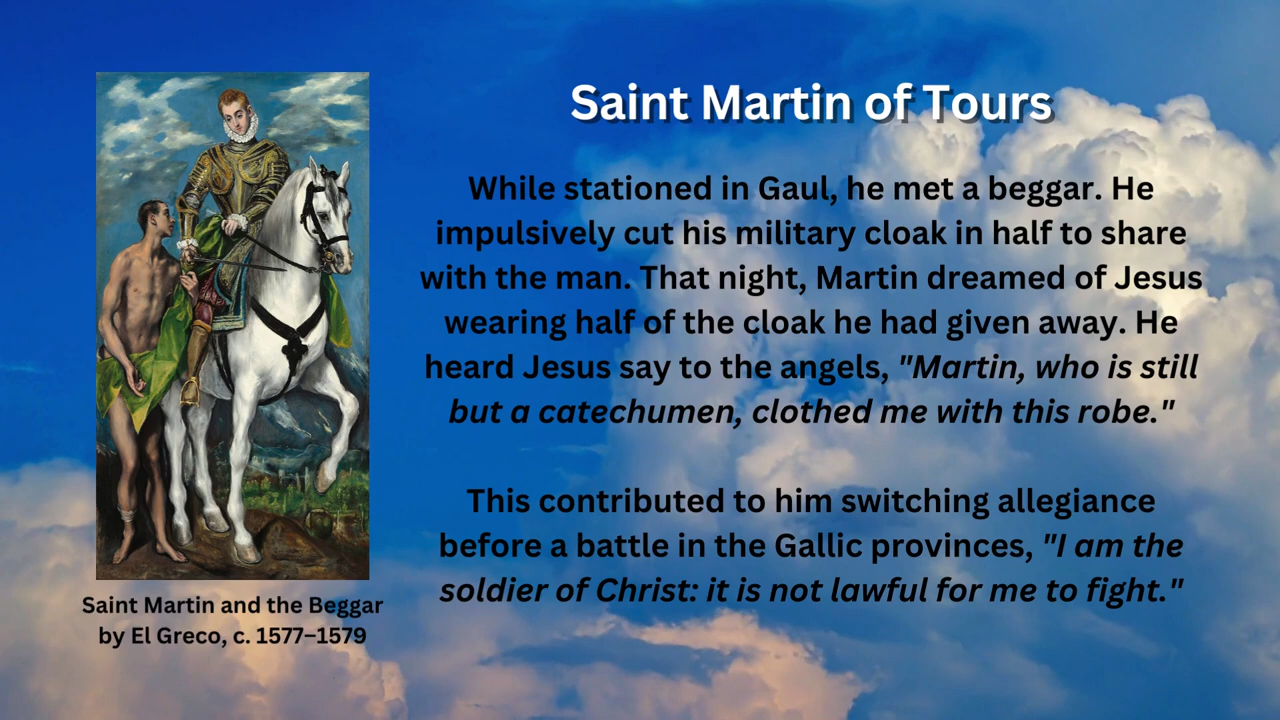 Saint Martin of Tours
While stationed in Gaul, he met a beggar. He
impulsively cut his military cloak in half to share
with the man. That night, Martin dreamed of Jesus
wearing half of the cloak he had given away. He
heard Jesus say to the angels, "Martin, who is still
but a catechumen, clothed me with this robe."
This contributed to him switching allegiance
before a battle in the Gallic provinces, "I am the
soldier of Christ: it is not lawful for me to fight."
Saint Martin and the Beggar
by El Greco, c. 1577–1579